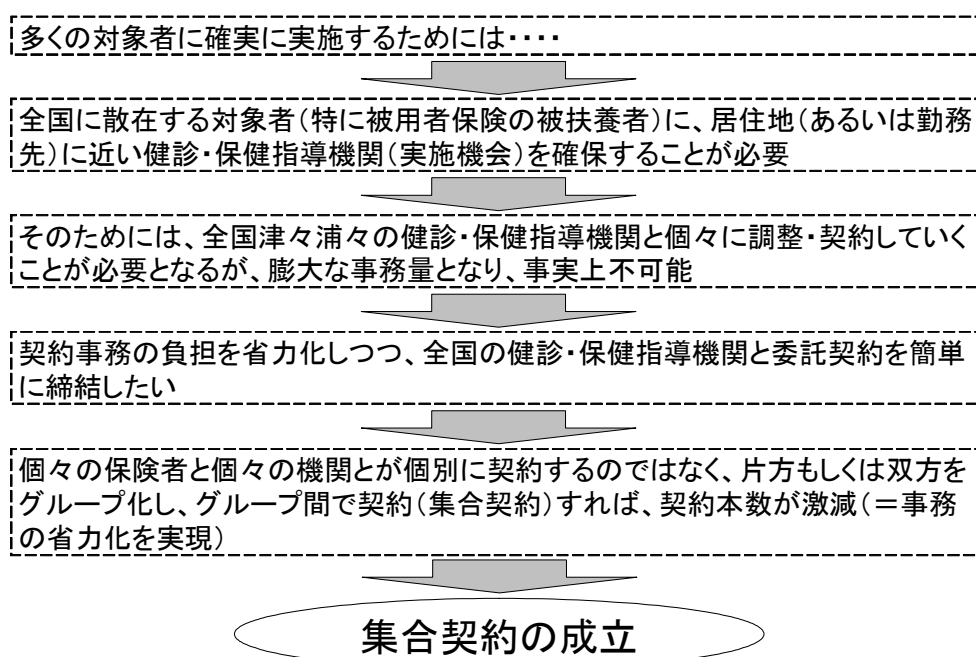 多くの対象者に確実に実施するためには・・・・
全国に散在する対象者（特に被用者保険の被扶養者）に、居住地（あるいは勤務
先）に近い健診・保健指導機関（実施機会）を確保することが必要
そのためには、全国津々浦々の健診・保健指導機関と個々に調整・契約していく
ことが必要となるが、膨大な事務量となり、事実上不可能
契約事務の負担を省力化しつつ、全国の健診・保健指導機関と委託契約を簡単
に締結したい
個々の保険者と個々の機関とが個別に契約するのではなく、片方もしくは双方を
グループ化し、グループ間で契約（集合契約）すれば、契約本数が激減（＝事務
の省力化を実現）
集合契約の成立